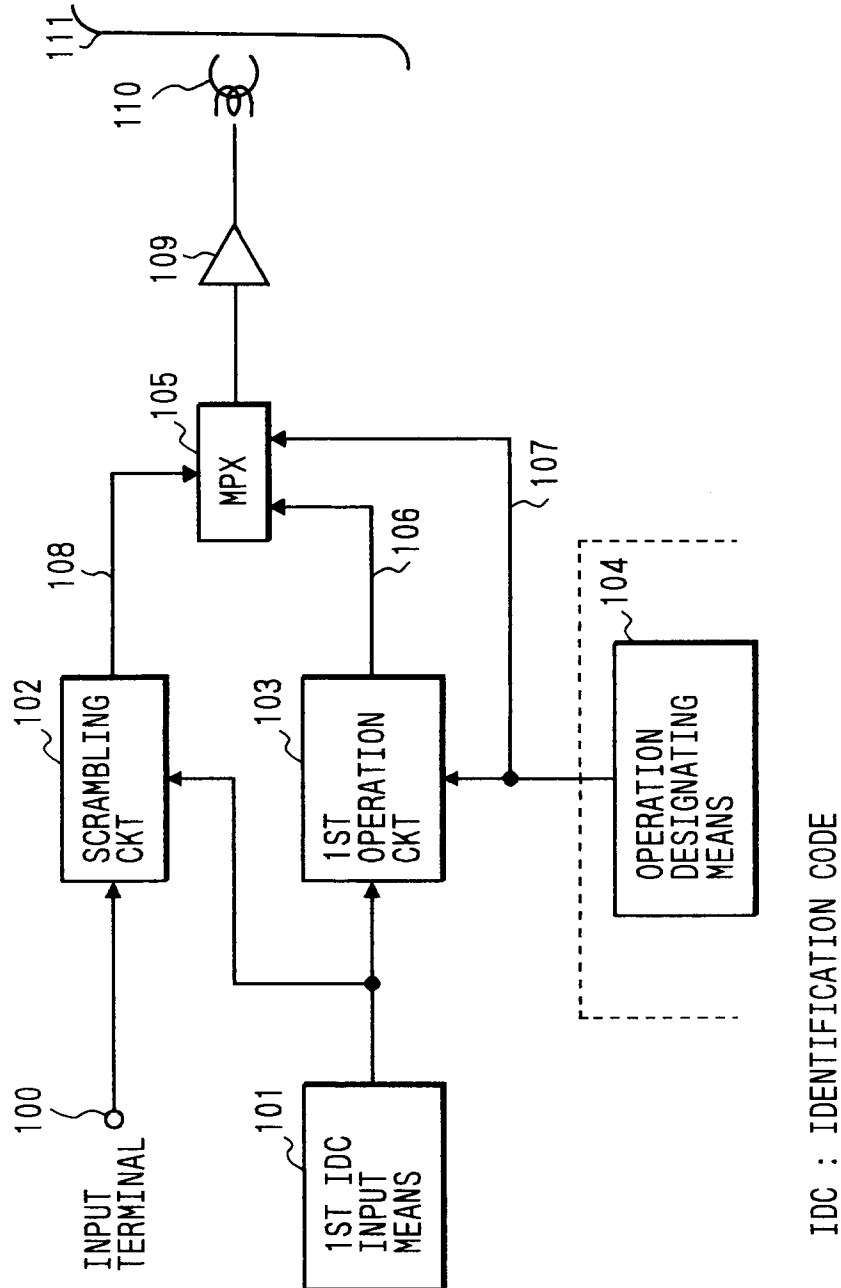 100
INPUT
TERMINAL
102
SCRAMBLING
CKT
108
105
MPX
109
110
111
101
1ST IDC
INPUT
MEANS
103
1ST
OPERATION
CKT
106
107
104
OPERATION
DESIGNATING
MEANS
IDC : IDENTIFICATION CODE